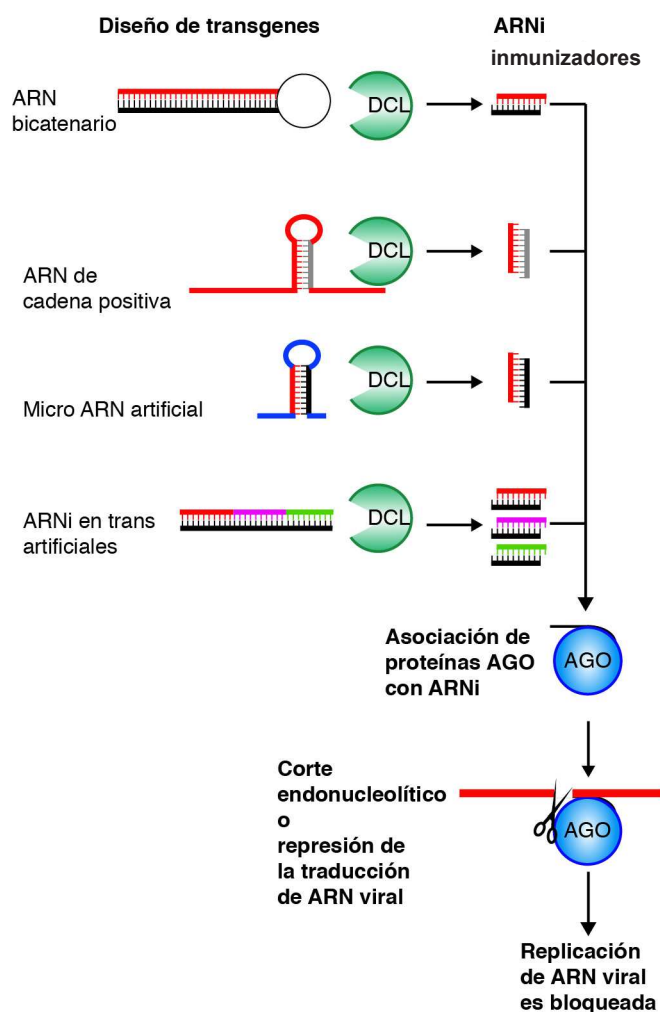 Diseño de transgenes
ARNi
inmunizadores
ARN
bicatenario
DCL
ARN de
cadena positiva
DCL
Micro ARN artificial
DCL
ARNi en trans
artificiales
DCL
Asociación de
proteínas AGO
con ARNi
AGO
Corte
endonucleolítico
o
represión de
la traducción
de ARN viral
AGO
Replicación
de ARN viral
es bloqueada